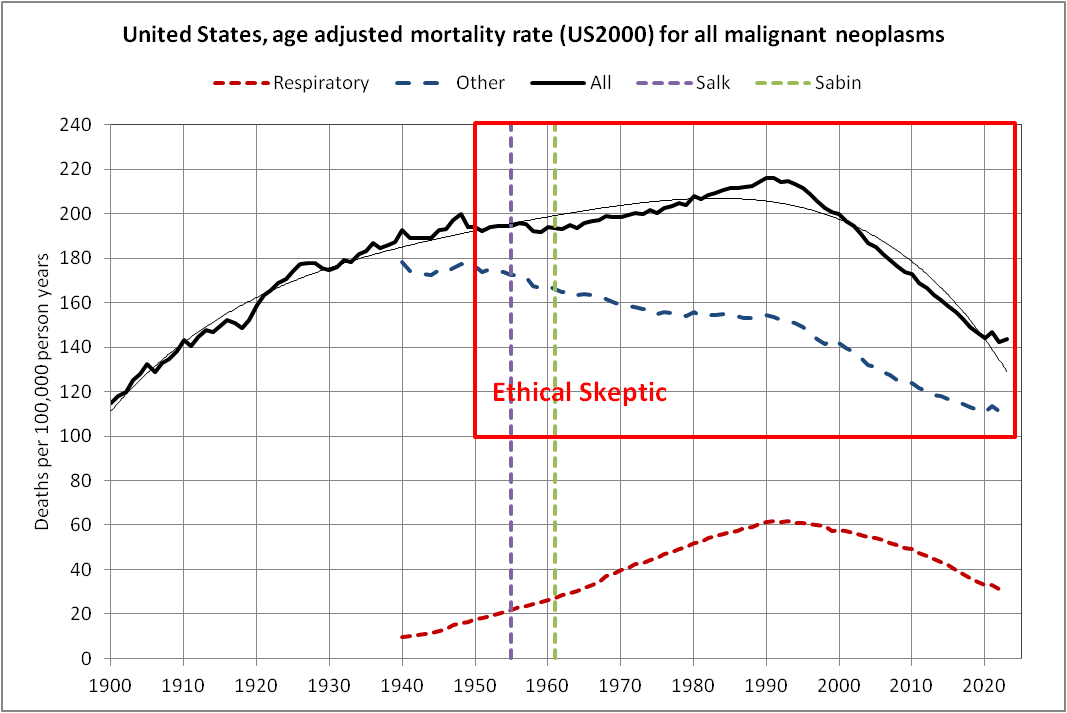 United States, age adjusted mortality rate (US2000) for all malignant neoplasms
Respiratory Other All Salk Sabin
240
220
200
180
160
140
120
100
80
60
40
20
0
Deaths per 100,000 person years
Ethical Skeptic
1900 1910 1920 1930 1940 1950 1960 1970 1980 1990 2000 2010 2020